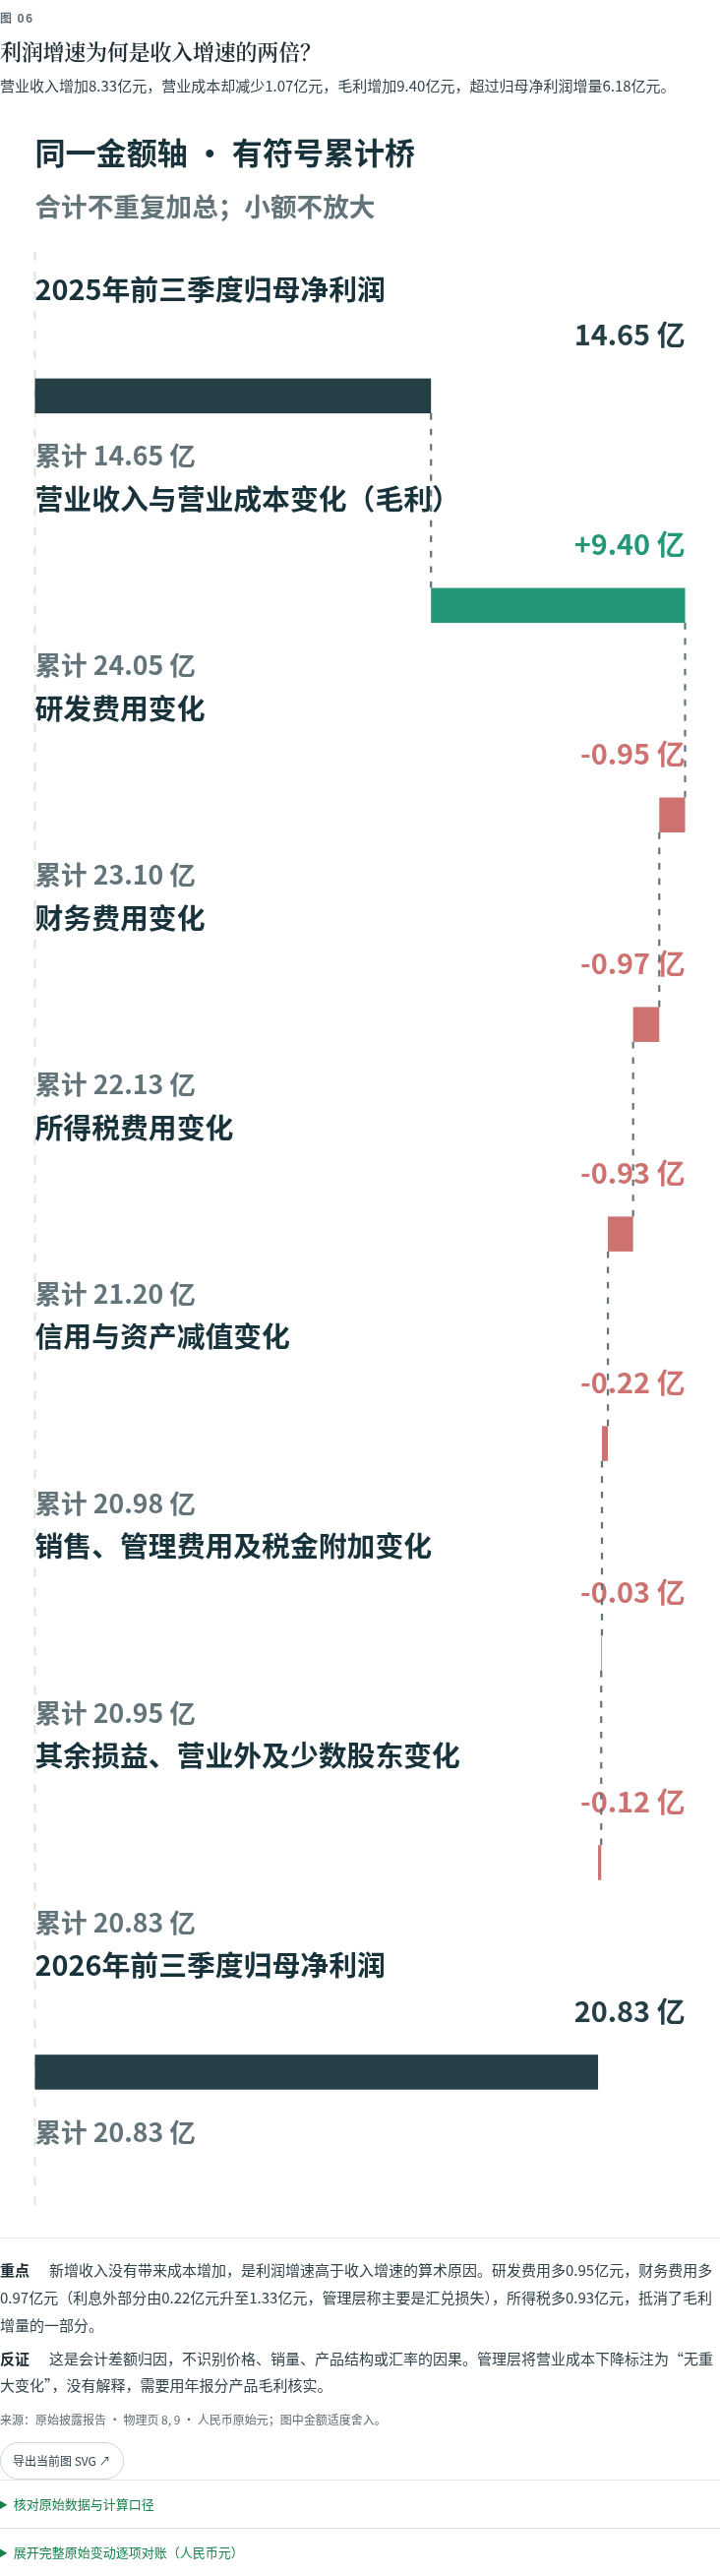 图 06
利润增速为何是收入增速的两倍？
营业收入增加8.33亿元，营业成本却减少1.07亿元，毛利增加9.40亿元，超过归母净利润增量6.18亿元。
同一金额轴 · 有符号累计桥
合计不重复加总；小额不放大
2025年前三季度归母净利润
14.65 亿
累计 14.65 亿
营业收入与营业成本变化（毛利）
+9.40 亿
累计 24.05 亿
研发费用变化
-0.95 亿
累计 23.10 亿
财务费用变化
-0.97 亿
累计 22.13 亿
所得税费用变化
-0.93 亿
累计 21.20 亿
信用与资产减值变化
-0.22 亿
累计 20.98 亿
销售、管理费用及税金附加变化
-0.03 亿
累计 20.95 亿
其余损益、营业外及少数股东变化
-0.12 亿
累计 20.83 亿
2026年前三季度归母净利润
20.83 亿
累计 20.83 亿
重点 新增收入没有带来成本增加，是利润增速高于收入增速的算术原因。研发费用多0.95亿元，财务费用多
0.97亿元（利息外部分由0.22亿元升至1.33亿元，管理层称主要是汇兑损失），所得税多0.93亿元，抵消了毛利
增量的一部分。
反证 这是会计差额归因，不识别价格、销量、产品结构或汇率的因果。管理层将营业成本下降标注为“无重
大变化”，没有解释，需要用年报分产品毛利核实。
来源：原始披露报告 · 物理页 8, 9 · 人民币原始元；图中金额适度舍入。
导出当前图 SVG ↗
▶ 核对原始数据与计算口径
▶ 展开完整原始变动逐项对账（人民币元）